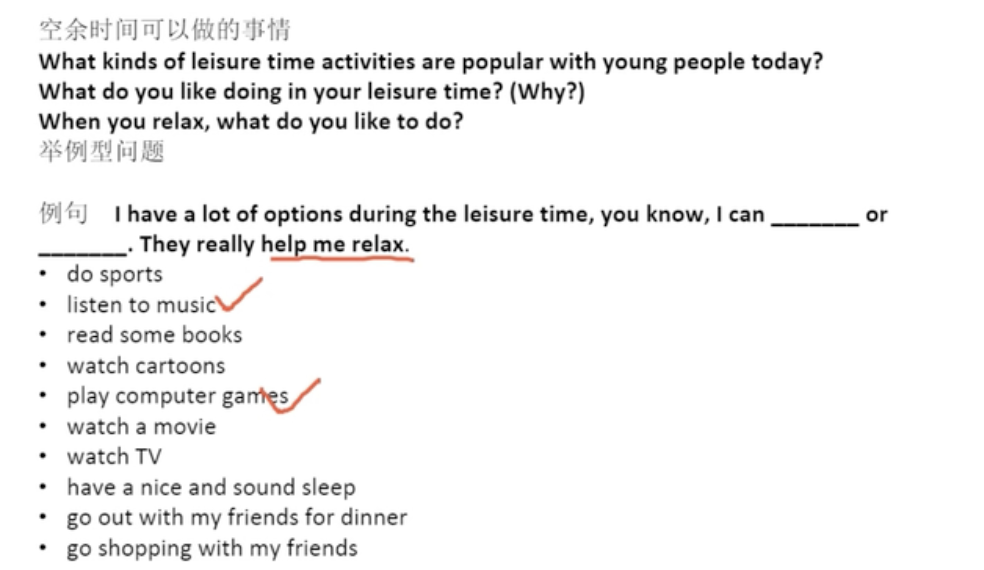 空余时间可以做的事情
What kinds of leisure time activities are popular with young people today?
What do you like doing in your leisure time? (Why?)
When you relax, what do you like to do?
举例型问题
例句 I have a lot of options during the leisure time, you know, I can _______ or
_______. They really help me relax.
• do sports
• listen to music
• read some books
• watch cartoons
• play computer games
• watch a movie
• watch TV
• have a nice and sound sleep
• go out with my friends for dinner
• go shopping with my friends